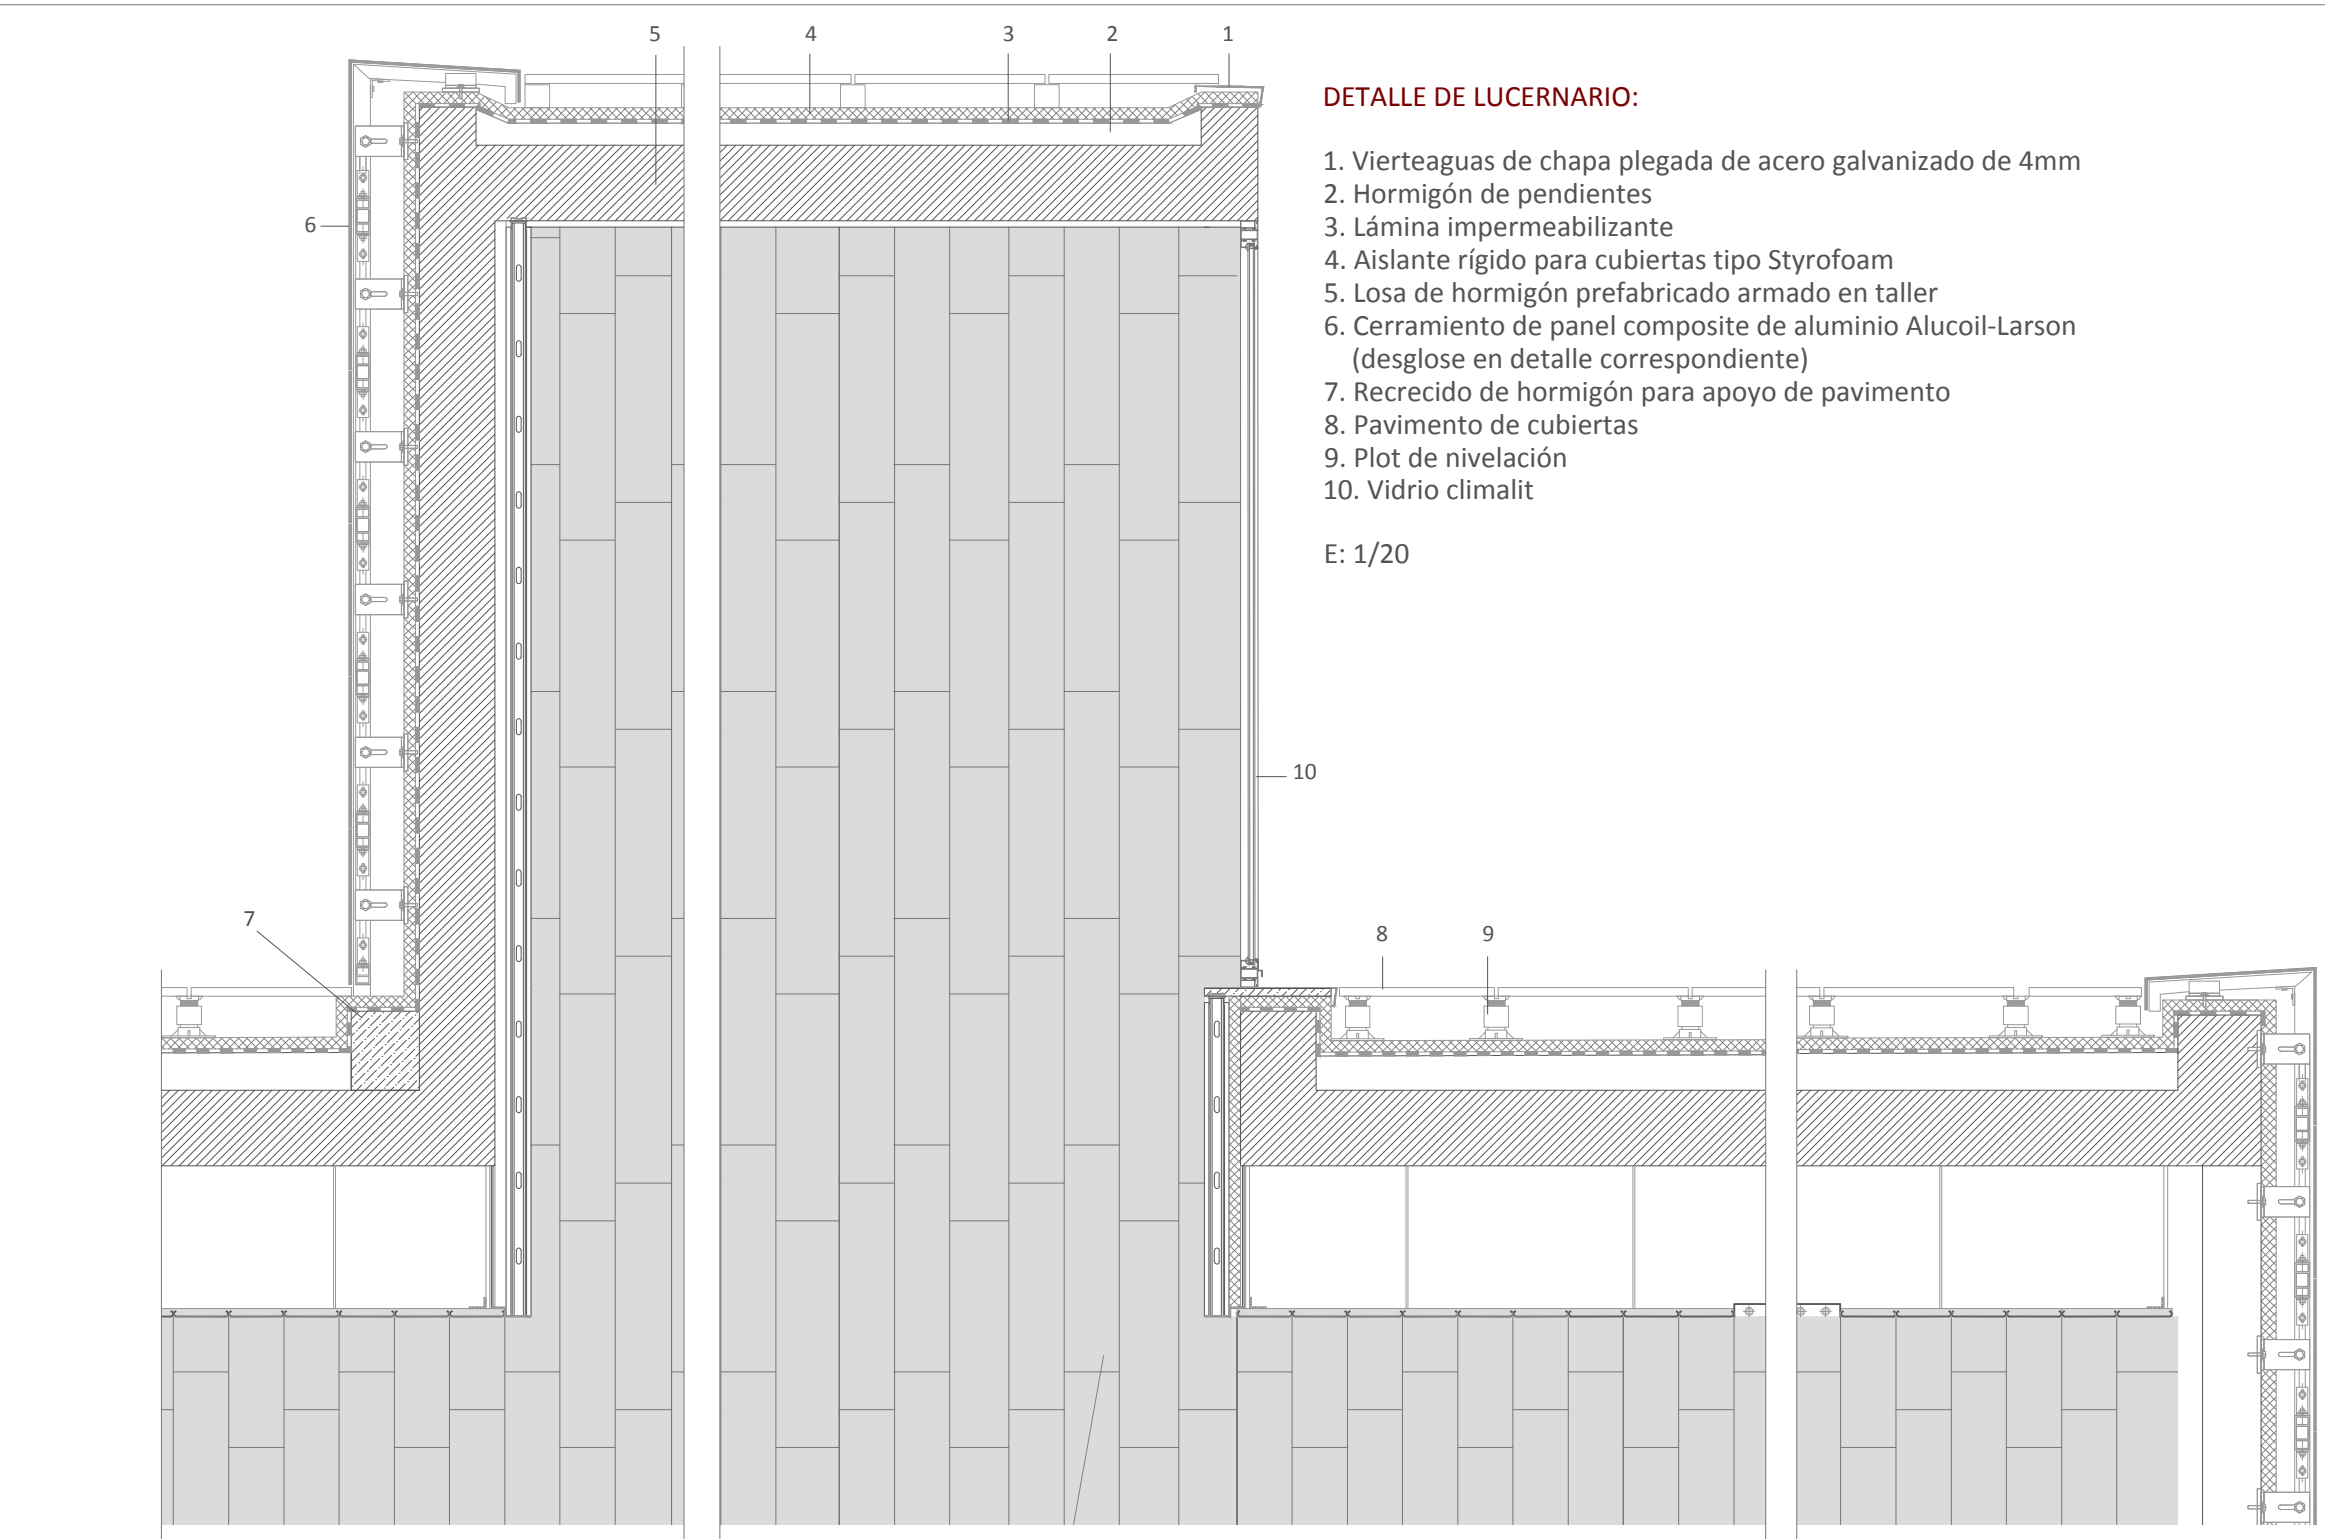 5 4 3 2 1
DETALLE DE LUCERNARIO:
1. Vierteaguas de chapa plegada de acero galvanizado de 4mm
2. Hormigón de pendientes
3. Lámina impermeabilizante
4. Aislante rígido para cubiertas tipo Styrofoam
5. Losa de hormigón prefabricado armado en taller
6. Cerramiento de panel composite de aluminio Alucoil-Larson
(desglose en detalle correspondiente)
7. Recrecido de hormigón para apoyo de pavimento
8. Pavimento de cubiertas
9. Plot de nivelación
10. Vidrio climalit
E: 1/20
6
10
7
8 9